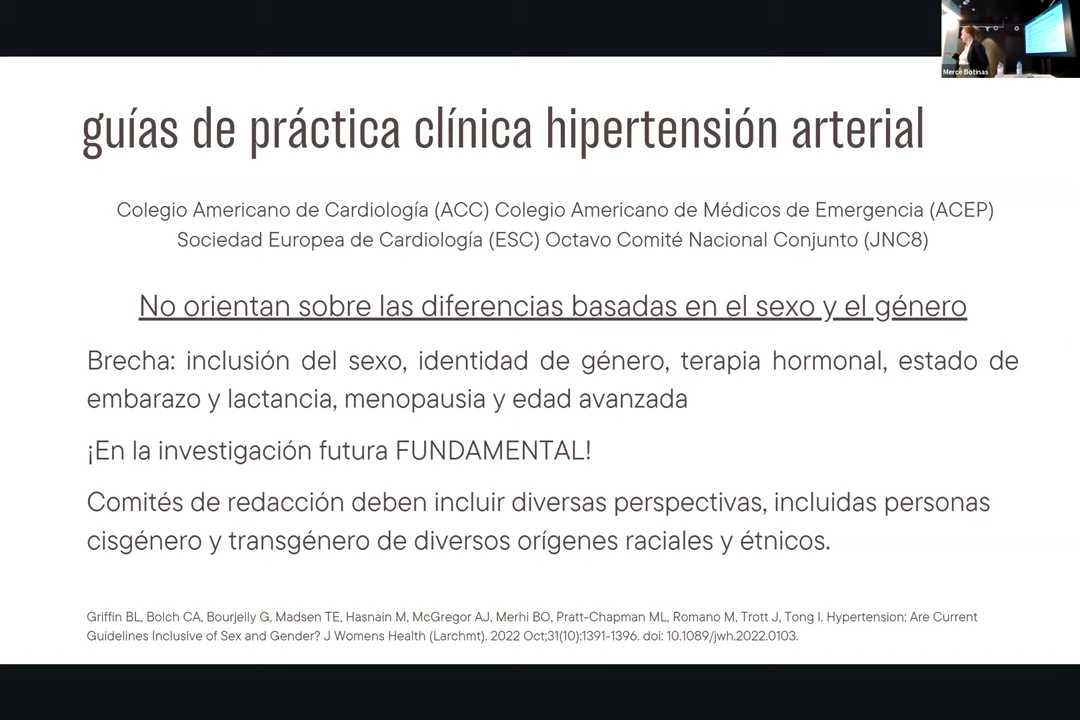 Mercè Botinas
guías de práctica clínica hipertensión arterial
Colegio Americano de Cardiología (ACC) Colegio Americano de Médicos de Emergencia (ACEP)
Sociedad Europea de Cardiología (ESC) Octavo Comité Nacional Conjunto (JNC8)
No orientan sobre las diferencias basadas en el sexo y el género
Brecha: inclusión del sexo, identidad de género, terapia hormonal, estado de
embarazo y lactancia, menopausia y edad avanzada
¡En la investigación futura FUNDAMENTAL!
Comités de redacción deben incluir diversas perspectivas, incluidas personas
cisgénero y transgénero de diversos orígenes raciales y étnicos.
Griffin BL, Bolch CA, Bourjeily G, Madsen TE, Hasnain M, McGregor AJ, Merhi BO, Pratt-Chapman ML, Romano M, Trott J, Tong I. Hypertension: Are Current
Guidelines Inclusive of Sex and Gender? J Womens Health (Larchmt). 2022 Oct;31(10):1391-1396. doi: 10.1089/jwh.2022.0103.